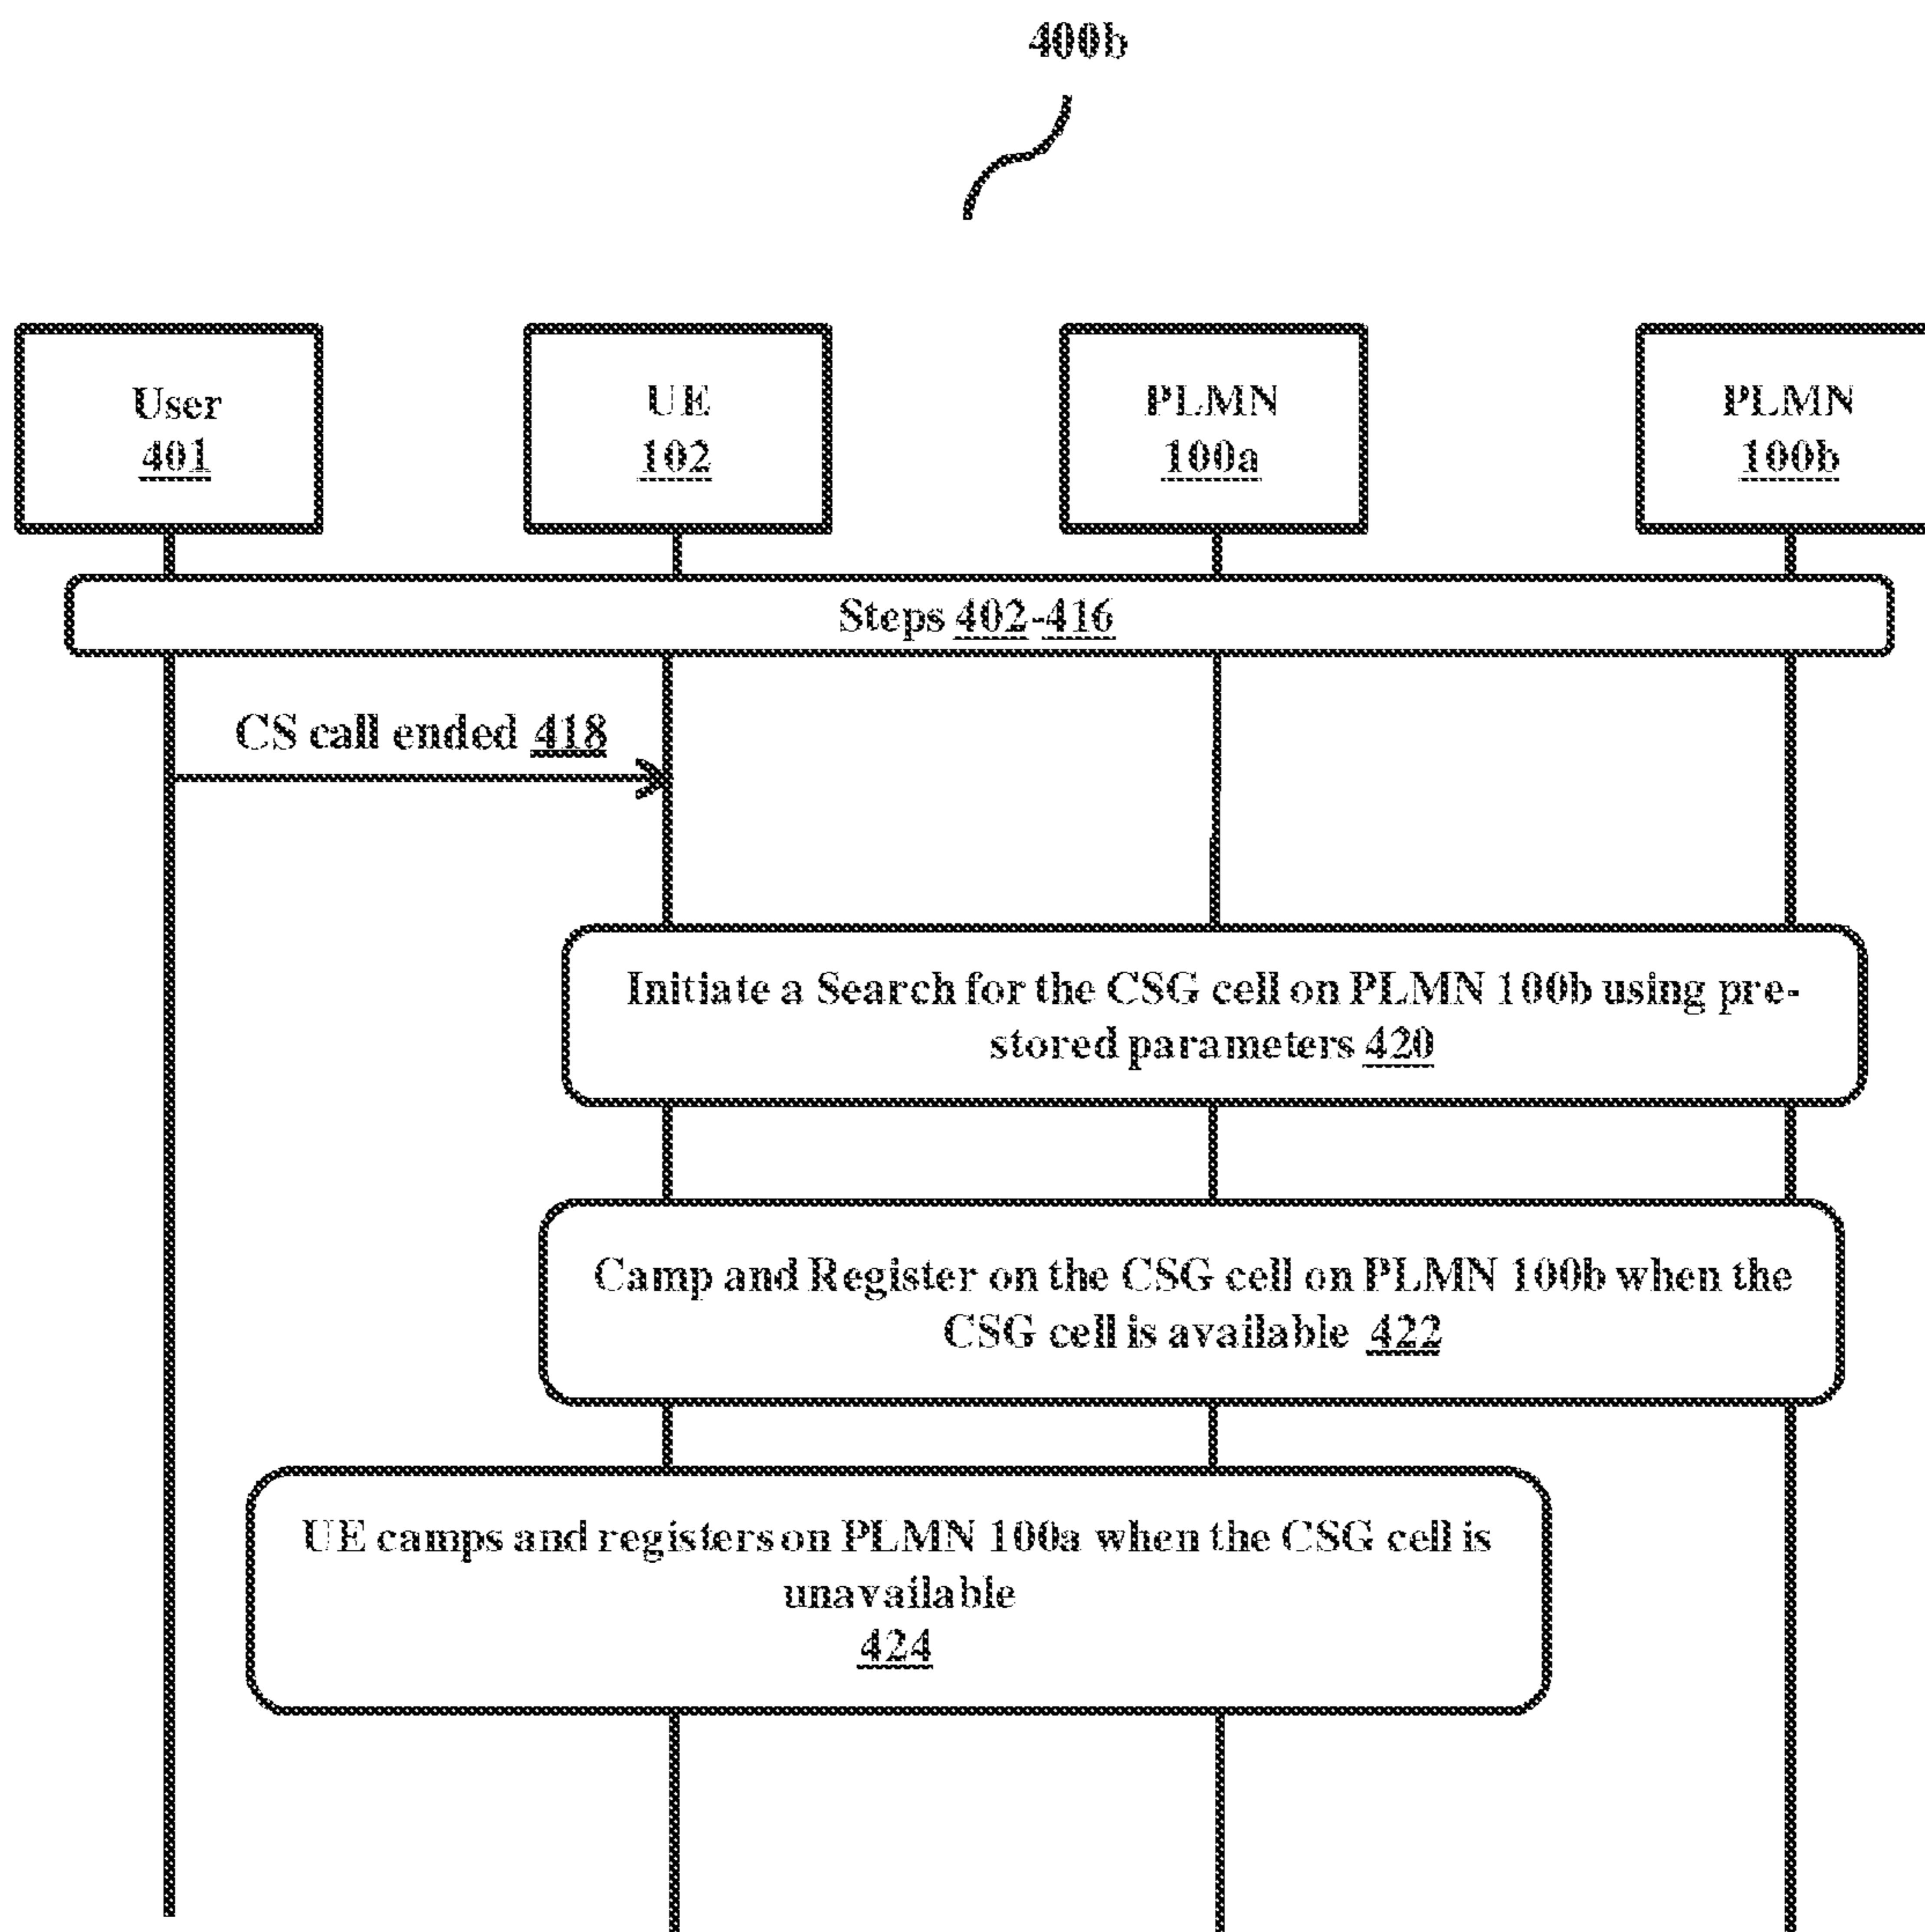 400b
User
401
UE
102
PLMN
100a
PLMN
100b
Steps 402-416
CS call ended 418
Initiate a Search for the CSG cell on PLMN 100b using pre-
stored parameters 420
Camp and Register on the CSG cell on PLMN 100b when the
CSG cell is available 422
UE camps and registers on PLMN 100a when the CSG cell is
unavailable
424